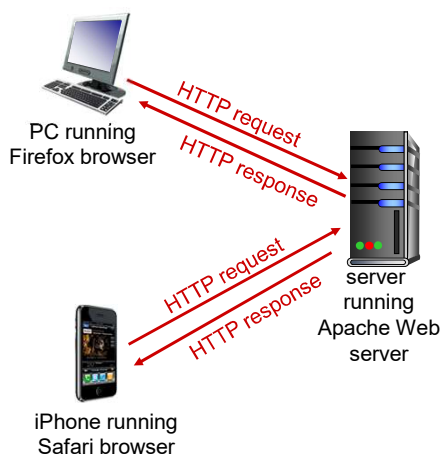 HTTP request
HTTP response
PC running
Firefox browser
HTTP request
HTTP response
server
running
Apache Web
server
iPhone running
Safari browser